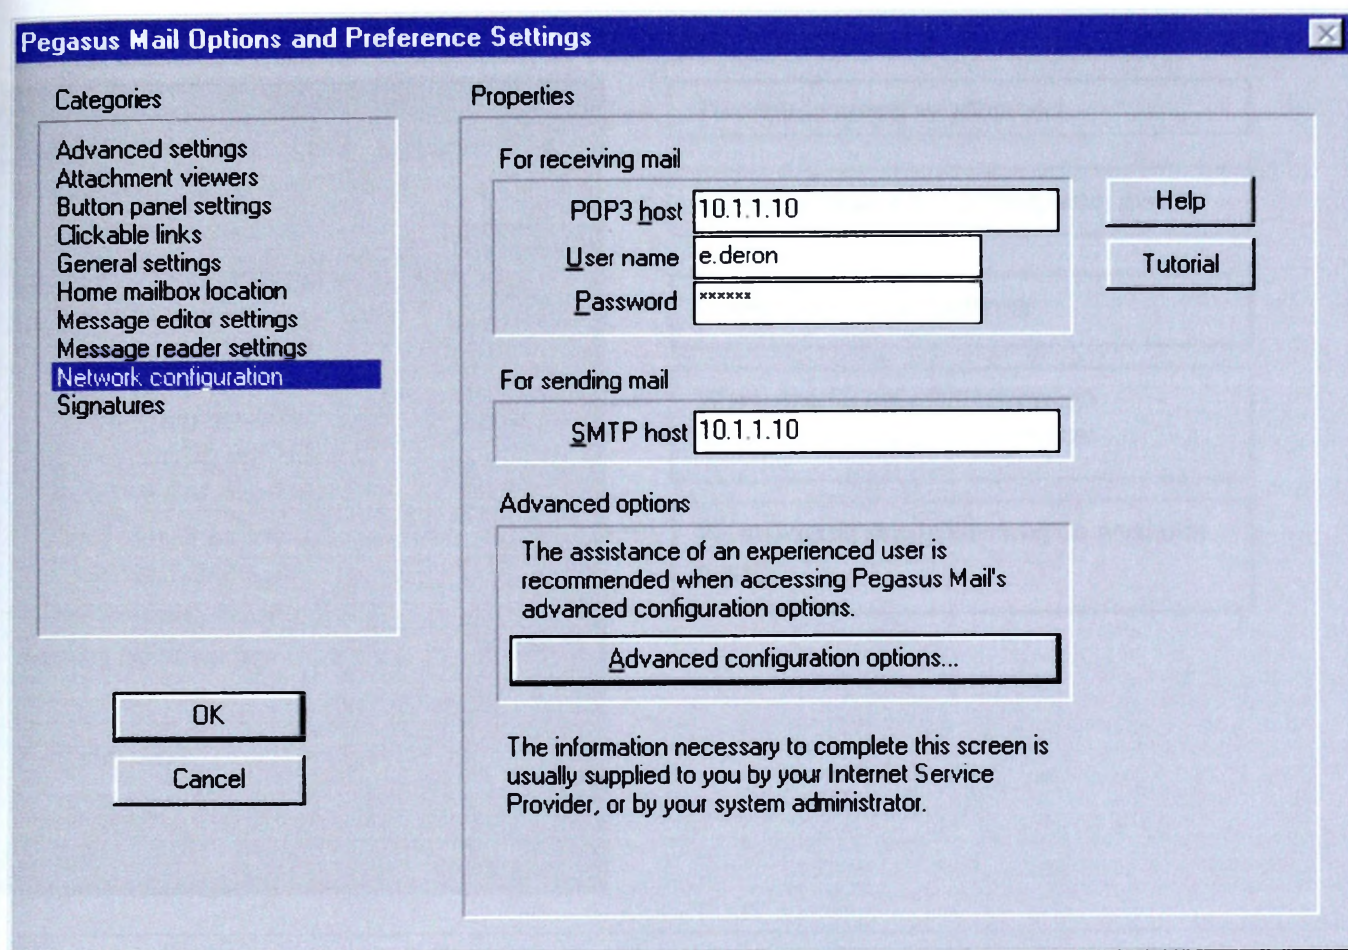 Pegasus Mail Options and Preference Settings
Categories
Advanced settings
Attachment viewers
Button panel settings
Clickable links
General settings
Home mailbox location
Message editor settings
Message reader settings
Network configuration
Signatures
OK
Cancel
Properties
For receiving mail
POP3 host 10.1.1.10
User name e.deron
Password xxxxxx
Help
Tutorial
For sending mail
SMTP host 10.1.1.10
Advanced options
The assistance of an experienced user is
recommended when accessing Pegasus Mail's
advanced configuration options.
Advanced configuration options...
The information necessary to complete this screen is
usually supplied to you by your Internet Service
Provider, or by your system administrator.